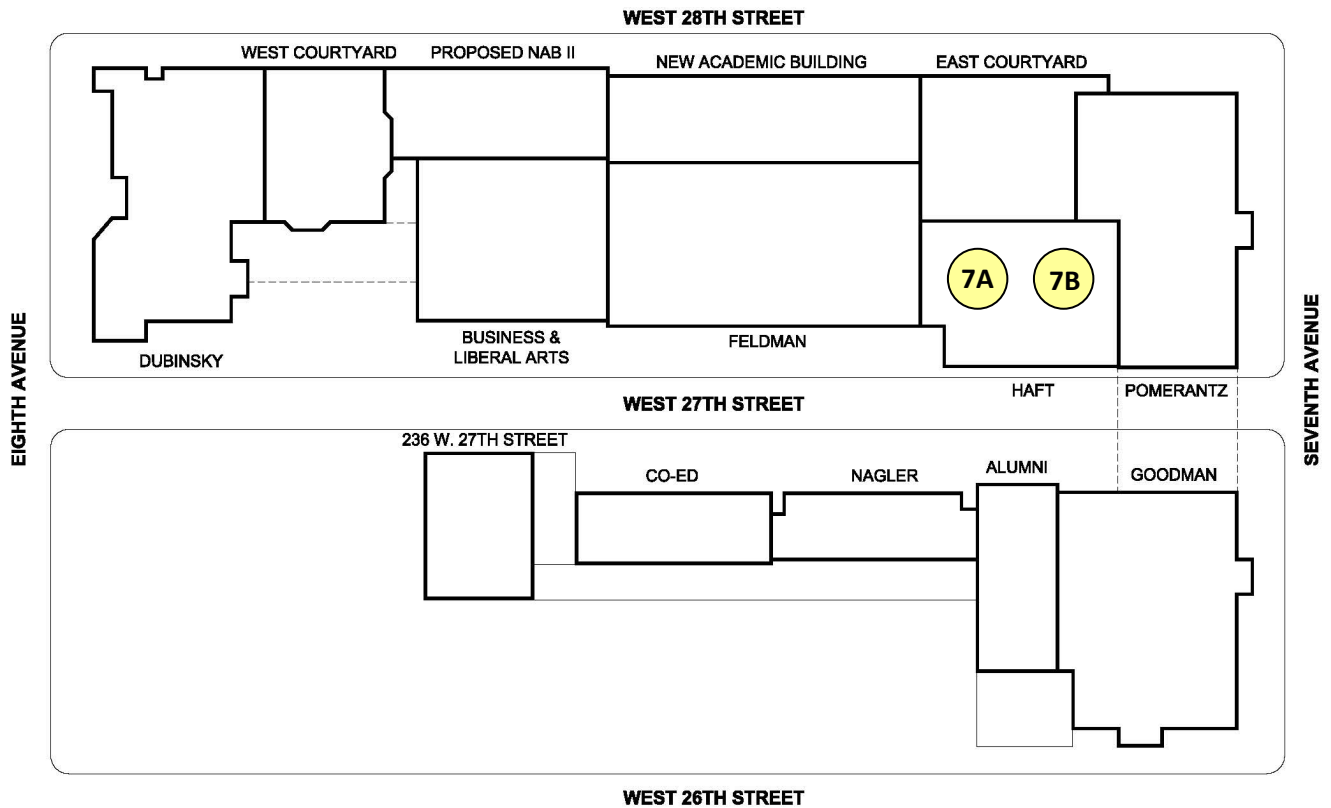 WEST 28TH STREET
WEST COURTYARD
PROPOSED NAB II
NEW ACADEMIC BUILDING
EAST COURTYARD
7A
7B
EIGHTH AVENUE
SEVENTH AVENUE
DUBINSKY
BUSINESS &
LIBERAL ARTS
FELDMAN
HAFT
POMERANTZ
WEST 27TH STREET
236 W. 27TH STREET
CO-ED
NAGLER
ALUMNI
GOODMAN
WEST 26TH STREET